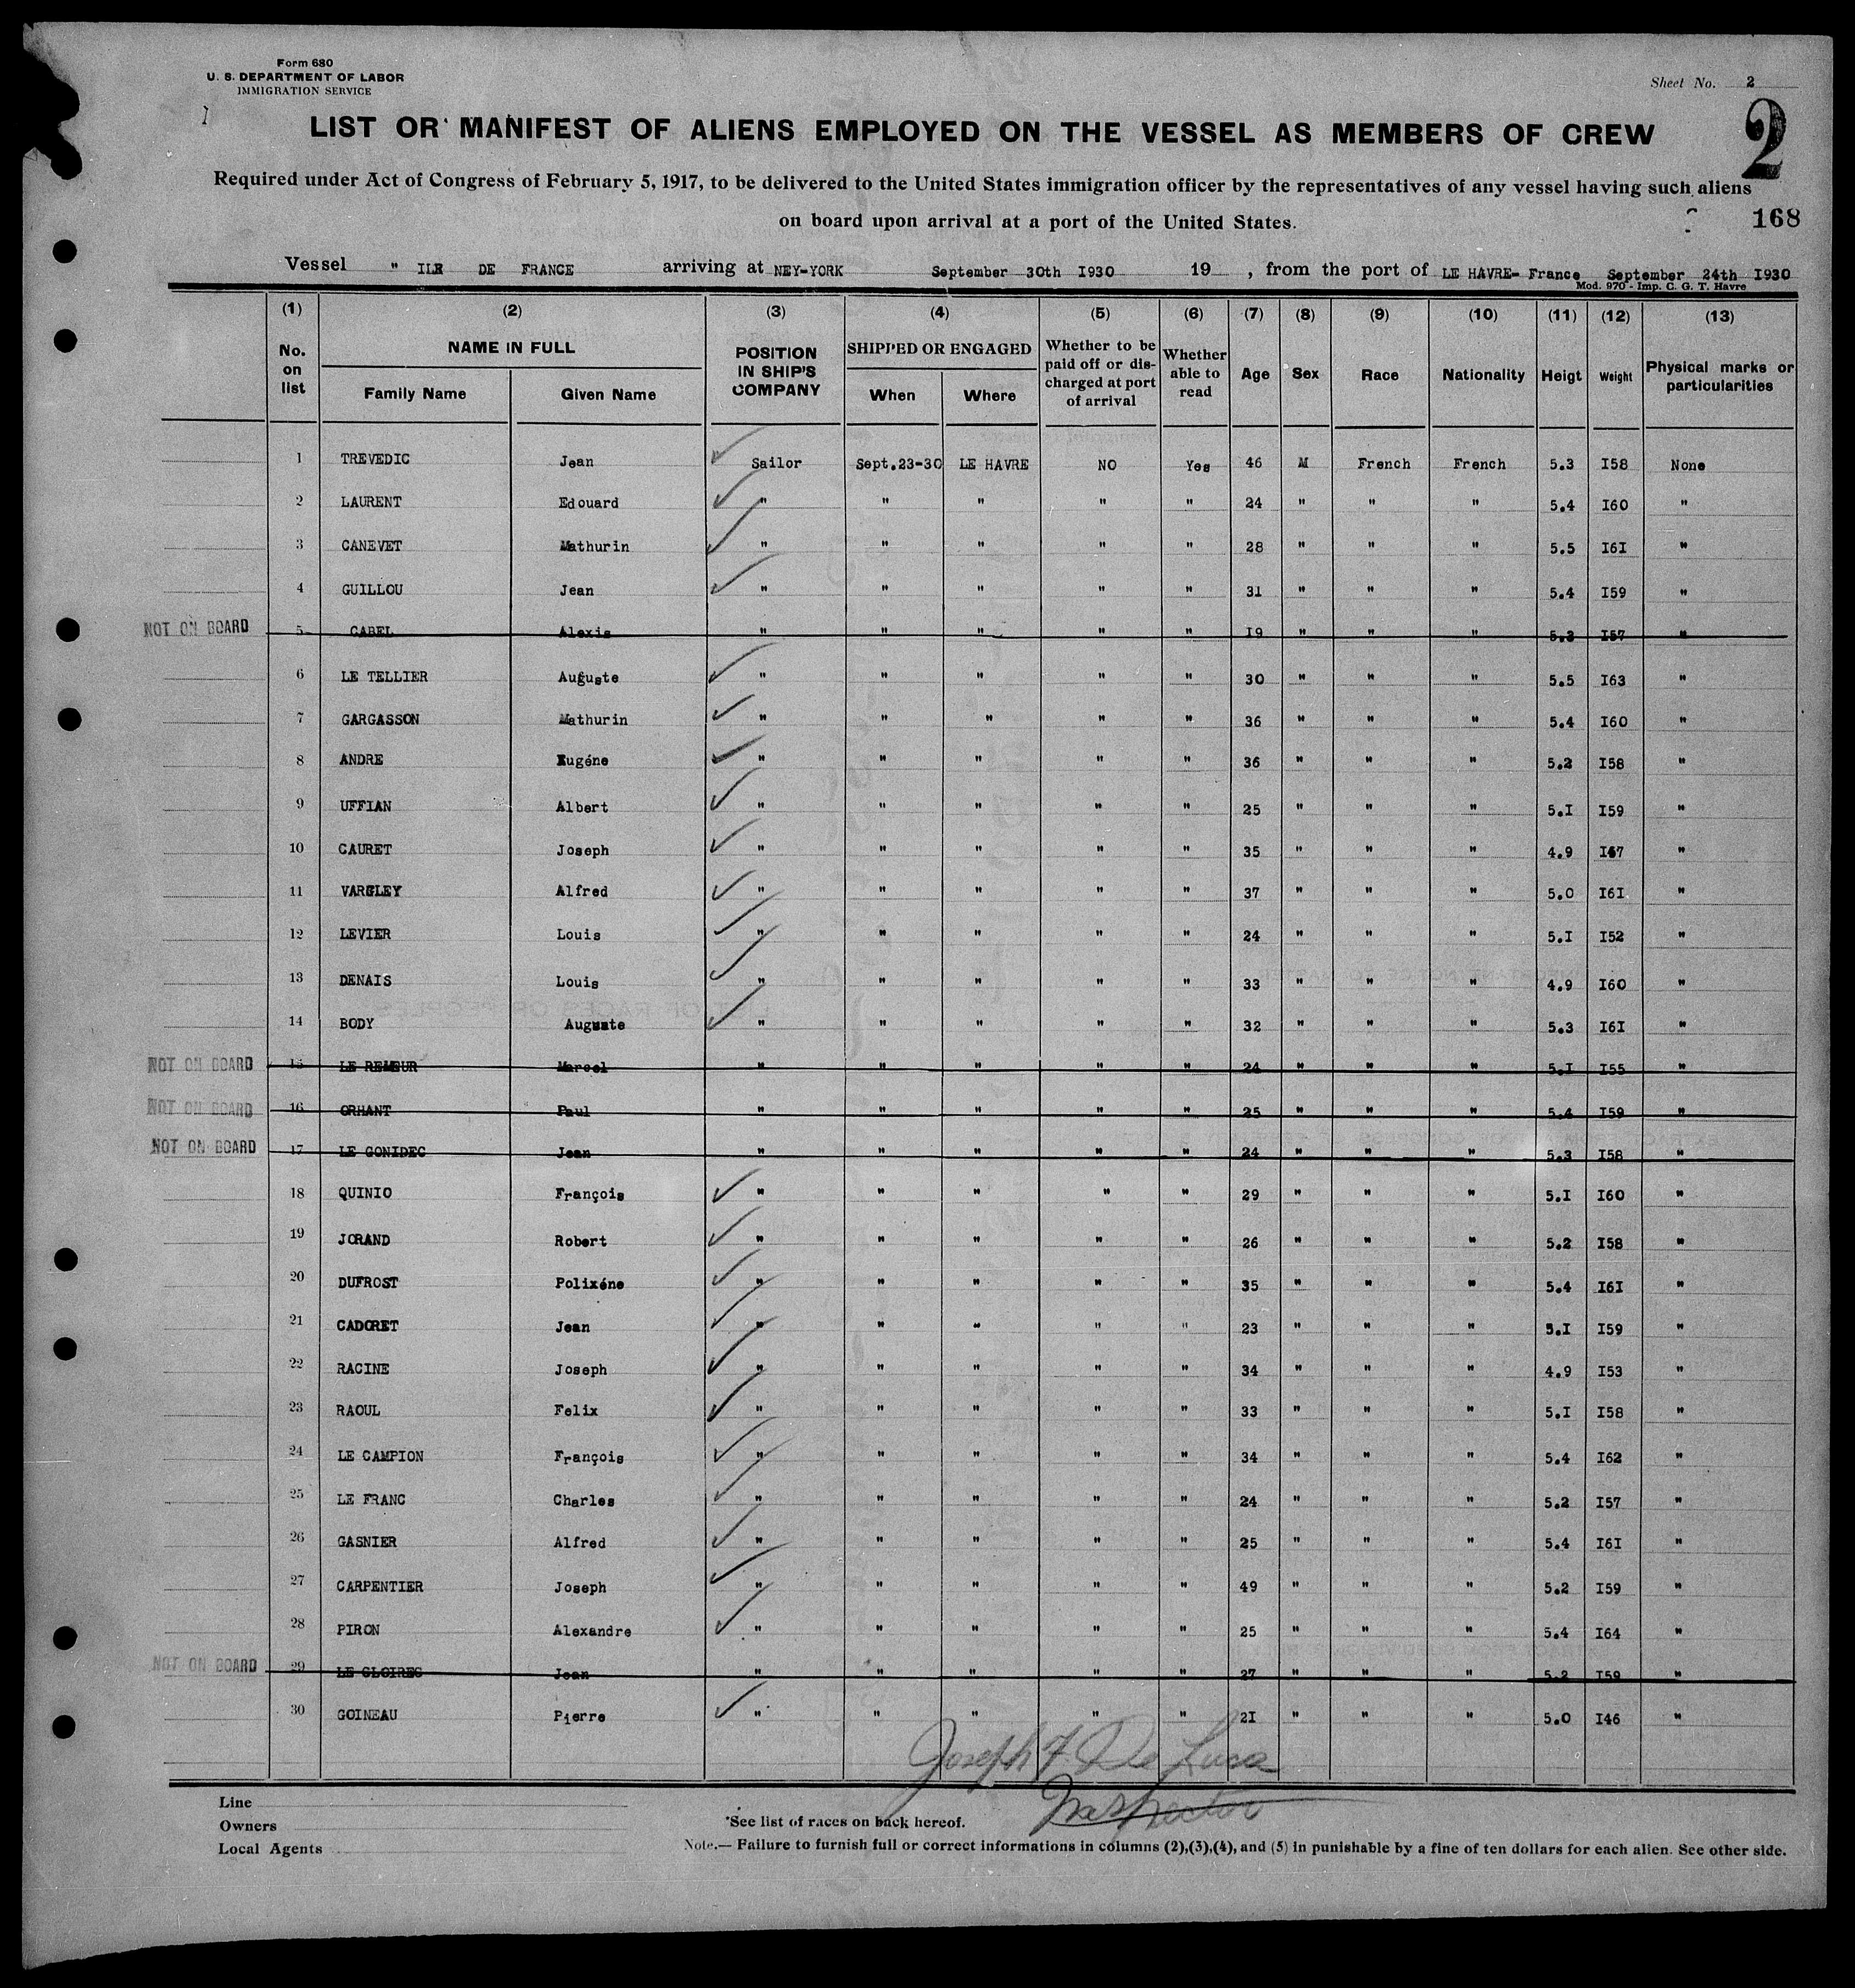 Form 680
U. S. DEPARTMENT OF LABOR
IMMIGRATION SERVICE
Sheet No. 2
2
LIST OR MANIFEST OF ALIENS EMPLOYED ON THE VESSEL AS MEMBERS OF CREW
Required under Act of Congress of February 5, 1917, to be delivered to the United States immigration officer by the representatives of any vessel having such aliens
on board upon arrival at a port of the United States.
168
Vessel " ILE DE FRANCE arriving at NEY-YORK September 30th I930 19 , from the port of LE HAVRE- France September 24th I930
Mod. 970 - Imp. C. G. T. Havre
(1) (2) (3) (4) (5) (6) (7) (8) (9) (10) (11) (12) (13)
No. on list NAME IN FULL Family Name Given Name POSITION IN SHIP'S COMPANY SHIPPED OR ENGAGED When Where Whether to be paid off or discharged at port of arrival Whether able to read Age Sex Race Nationality Heigt Weight Physical marks or particularities
1 TREVEDIC Jean Sailor Sept.23-30 LE HAVRE NO Yes 46 M French French 5.3 I58 None
2 LAURENT Edouard " " " " " 24 " " " 5.4 I60 "
3 CANEVET Mathurin " " " " " 28 " " " 5.5 I6I "
4 GUILLOU Jean " " " " " 31 " " " 5.4 I59 "
NOT ON BOARD 5 CABEL Alexis " " " " " I9 " " " 5.3 I57 "
6 LE TELLIER Auguste " " " " " 30 " " " 5.5 I63 "
7 GARGASSON Mathurin " " " " " 36 " " " 5.4 I60 "
8 ANDRE Eugéne " " " " " 36 " " " 5.2 I58 "
9 UFFIAN Albert " " " " " 25 " " " 5.I I59 "
10 CAURET Joseph " " " " " 35 " " " 4.9 "
11 Alfred " " " " " 37 " " " 5.0 I6I "
12 LEVIER Louis " " " " " 24 " " " 5.I I52 "
13 DENAIS Louis " " " " " 33 " " " 4.9 I60 "
14 BODY Auguste " " " " " 32 " " " 5.3 I6I "
NOT ON BOARD 15 LE REMEUR Marcel " " " " " 24 " " " 5.I I55 "
NOT ON BOARD 16 ORHANT Paul " " " " " 25 " " " 5.4 I59 "
NOT ON BOARD 17 LE GONIDEC Jean " " " " " 24 " " " 5.3 I58 "
18 QUINIO François " " " " " 29 " " " 5.I I60 "
19 JORAND Robert " " " " " 26 " " " 5.2 I58 "
20 DUFROST Polixéne " " " " " 35 " " " 5.4 I6I "
21 CADORET Jean " " " " " 23 " " " 5.I I59 "
22 RACINE Joseph " " " " " 34 " " " 4.9 I53 "
23 RAOUL Felix " " " " " 33 " " " 5.I I58 "
24 LE CAMPION François " " " " " 34 " " " 5.4 I62 "
25 LE FRANC Charles " " " " " 24 " " " 5.2 I57 "
26 GASNIER Alfred " " " " " 25 " " " 5.4 I6I "
27 CARPENTIER Joseph " " " " " 49 " " " 5.2 I59 "
28 PIRON Alexandre " " " " " 25 " " " 5.4 I64 "
NOT ON BOARD 29 LE CLOIREC Jean " " " " " 27 " " " 5.2 I59 "
30 GOINEAU Pierre " " " " " 2I " " " 5.0 I46 "
Joseph F. De Luca
Inspector
Line
Owners
Local Agents
*See list of races on back hereof.
Note.— Failure to furnish full or correct informations in columns (2),(3),(4), and (5) in punishable by a fine of ten dollars for each alien. See other side.